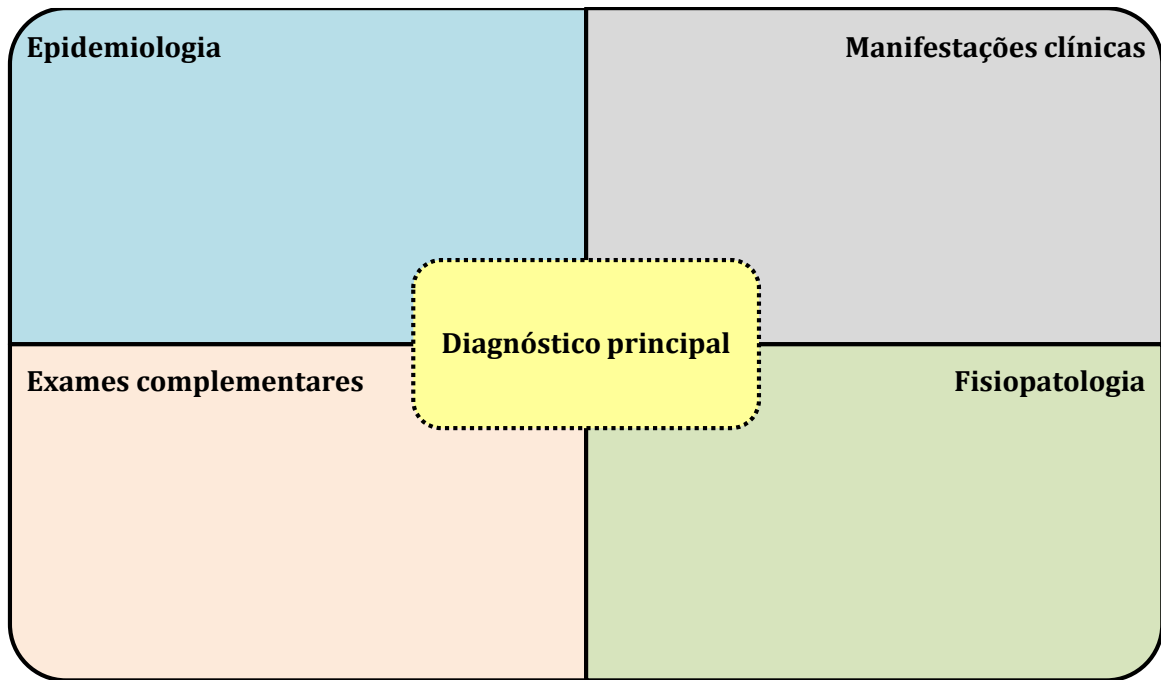 Epidemiologia
Manifestações clínicas
Diagnóstico principal
Exames complementares
Fisiopatologia